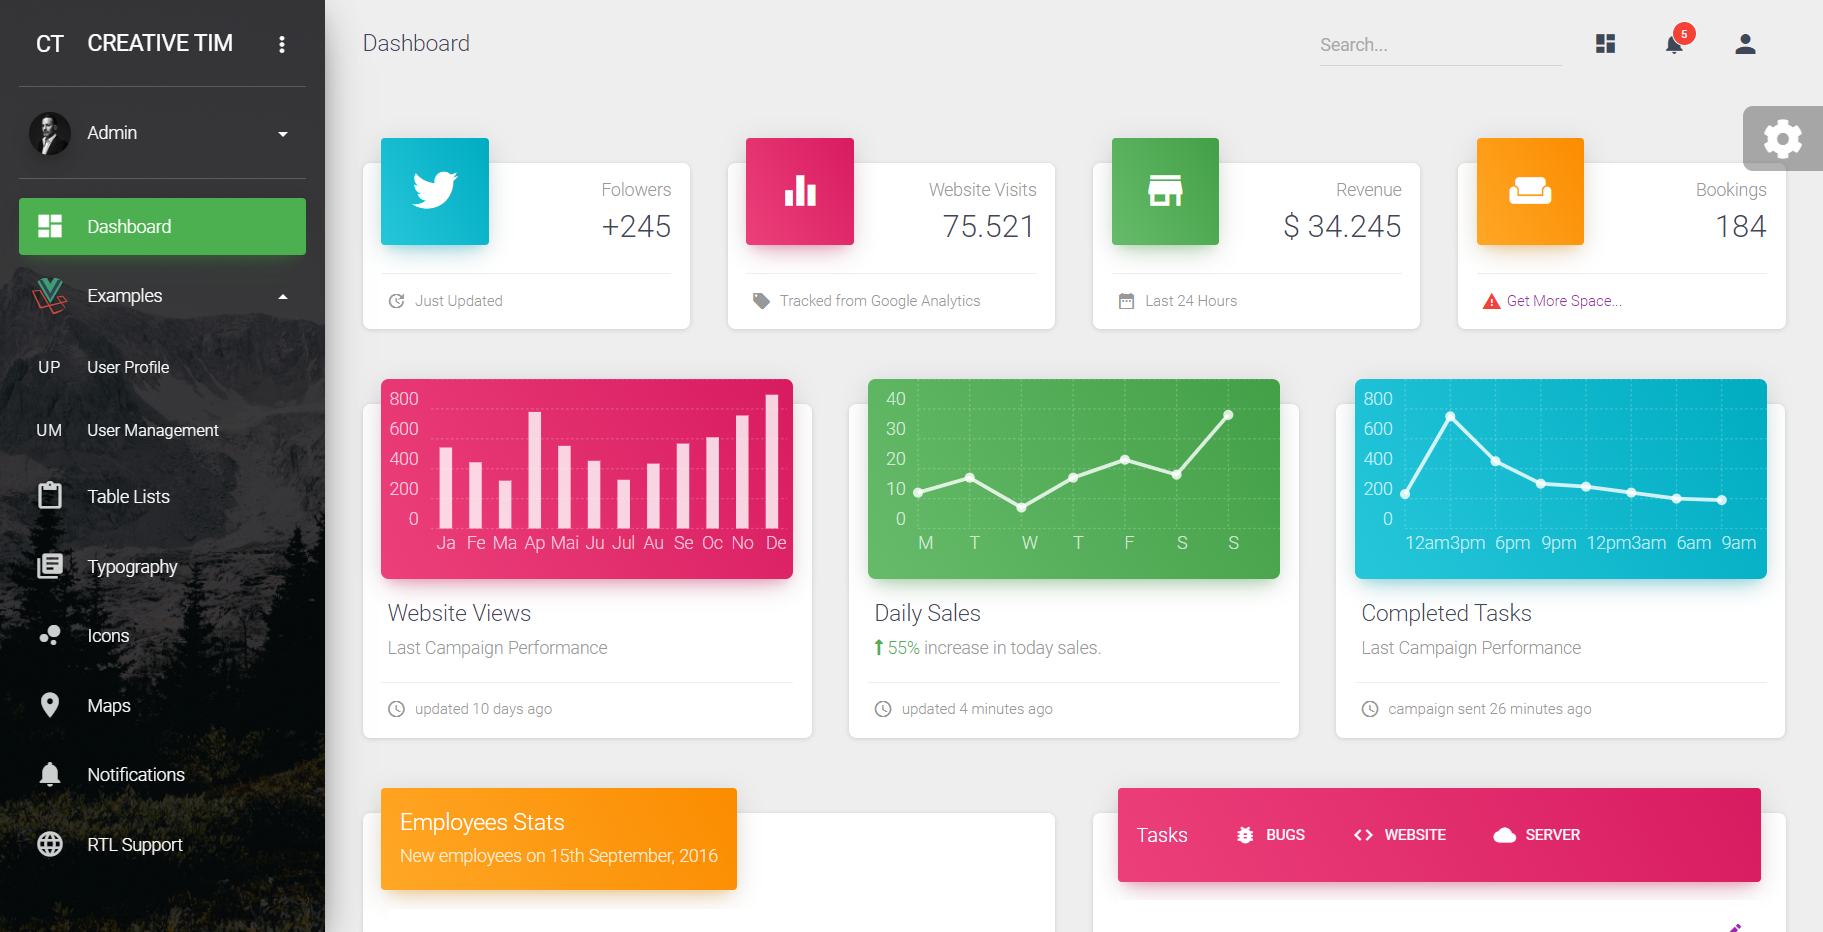 CT CREATIVE TIM
Admin
Dashboard
Examples
UP User Profile
UM User Management
Table Lists
Typography
Icons
Maps
Notifications
RTL Support
Dashboard
Search...
5
Folowers
+245
Just Updated
Website Visits
75.521
Tracked from Google Analytics
Revenue
$ 34.245
Last 24 Hours
Bookings
184
Get More Space...
800
600
400
200
0
Ja Fe Ma Ap Mai Ju Jul Au Se Oc No De
Website Views
Last Campaign Performance
updated 10 days ago
40
30
20
10
0
M T W T F S S
Daily Sales
55% increase in today sales.
updated 4 minutes ago
800
600
400
200
0
12am 3pm 6pm 9pm 12pm 3am 6am 9am
Completed Tasks
Last Campaign Performance
campaign sent 26 minutes ago
Employees Stats
New employees on 15th September, 2016
Tasks BUGS WEBSITE SERVER